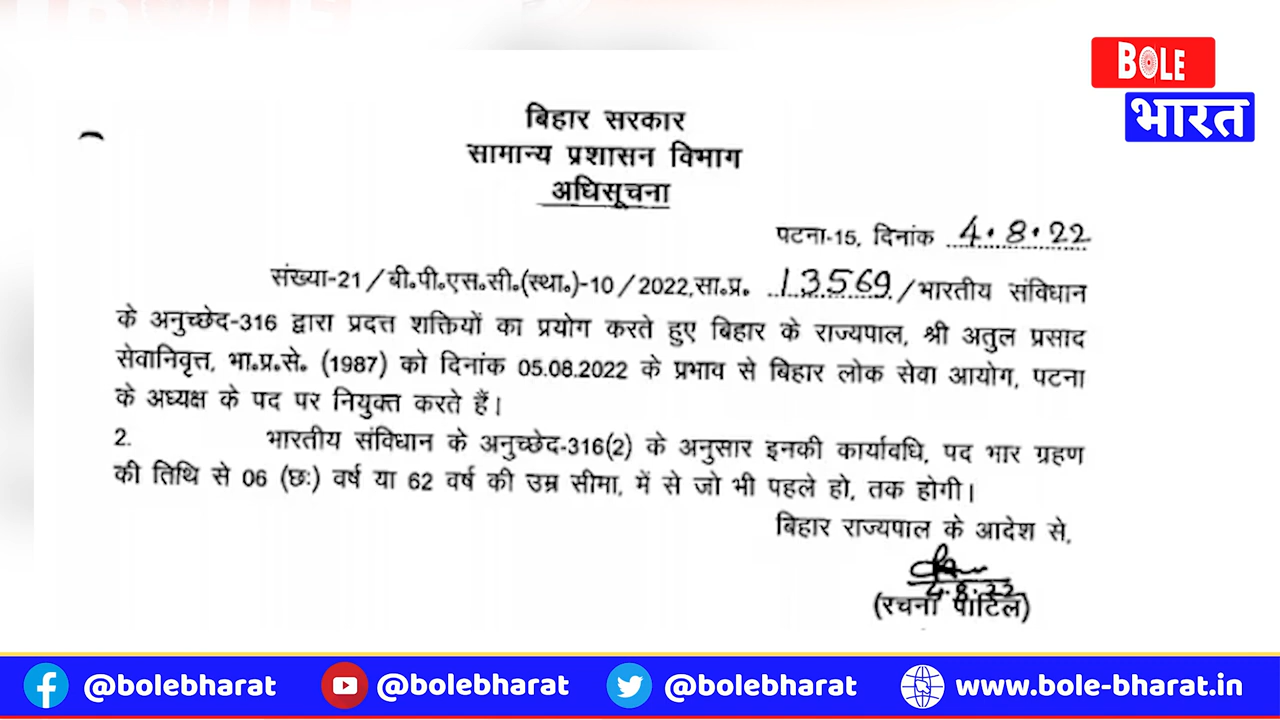 BOLE
भारत
बिहार सरकार
सामान्य प्रशासन विभाग
अधिसूचना
पटना-15, दिनांक 4.8.22
संख्या-21/बी.पी.एस.सी.(स्था.)-10/2022,सा.प्र. 13569/भारतीय संविधान
के अनुच्छेद-316 द्वारा प्रदत्त शक्तियों का प्रयोग करते हुए बिहार के राज्यपाल, श्री अतुल प्रसाद
सेवानिवृत्त, भा.प्र.से. (1987) को दिनांक 05.08.2022 के प्रभाव से बिहार लोक सेवा आयोग, पटना
के अध्यक्ष के पद पर नियुक्त करते हैं।
2. भारतीय संविधान के अनुच्छेद-316(2) के अनुसार इनकी कार्यावधि, पद भार ग्रहण
की तिथि से 06 (छः) वर्ष या 62 वर्ष की उम्र सीमा, में से जो भी पहले हो, तक होगी।
बिहार राज्यपाल के आदेश से,
4.8.22
(रचना पाटिल)
@bolebharat @bolebharat @bolebharat www.bole-bharat.in